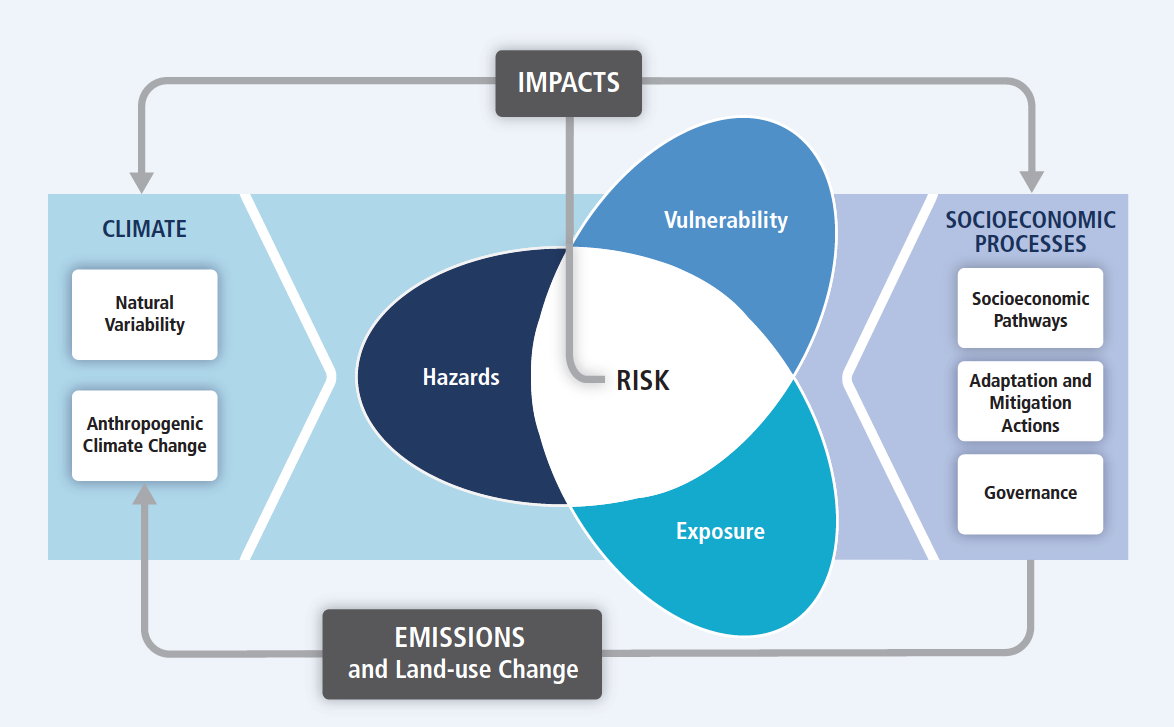 IMPACTS
CLIMATE
Natural
Variability
Anthropogenic
Climate Change
Vulnerability
Hazards
RISK
Exposure
SOCIOECONOMIC
PROCESSES
Socioeconomic
Pathways
Adaptation and
Mitigation
Actions
Governance
EMISSIONS
and Land-use Change